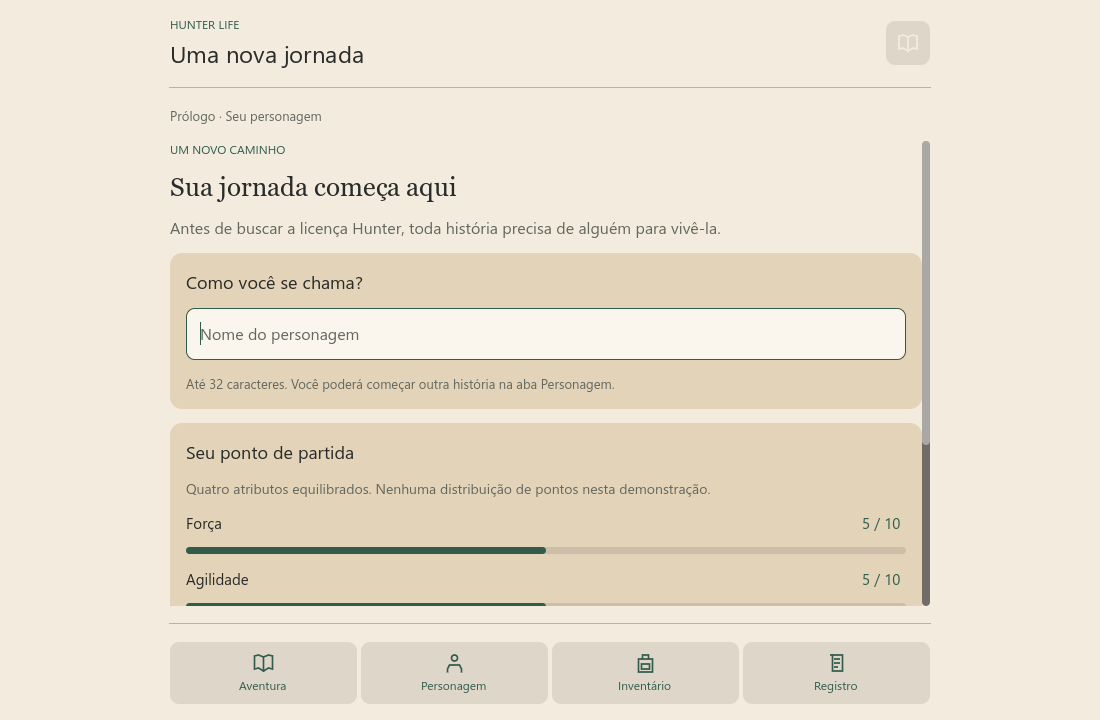 HUNTER LIFE
Uma nova jornada
Prólogo · Seu personagem
UM NOVO CAMINHO
Sua jornada começa aqui
Antes de buscar a licença Hunter, toda história precisa de alguém para vivê-la.
Como você se chama?
Nome do personagem
Até 32 caracteres. Você poderá começar outra história na aba Personagem.
Seu ponto de partida
Quatro atributos equilibrados. Nenhuma distribuição de pontos nesta demonstração.
Força 5 / 10
Agilidade 5 / 10
Aventura Personagem Inventário Registro